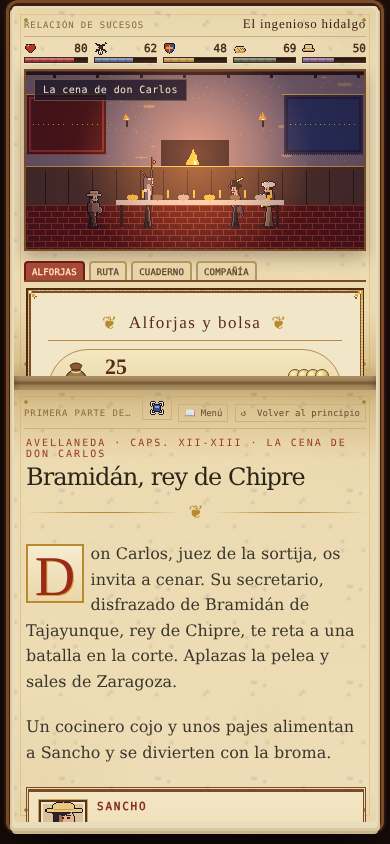 RELACIÓN DE SUCESOS
El ingenioso hidalgo
80 62 48 69 50
La cena de don Carlos
ALFORJAS RUTA CUADERNO COMPAÑÍA
Alforjas y bolsa
25
PRIMERA PARTE DE… 📖 Menú ↺ Volver al principio
AVELLANEDA · CAPS. XII-XIII · LA CENA DE
DON CARLOS
Bramidán, rey de Chipre
Don Carlos, juez de la sortija, os
invita a cenar. Su secretario,
disfrazado de Bramidán de
Tajayunque, rey de Chipre, te reta a una
batalla en la corte. Aplazas la pelea y
sales de Zaragoza.
Un cocinero cojo y unos pajes alimentan
a Sancho y se divierten con la broma.
SANCHO